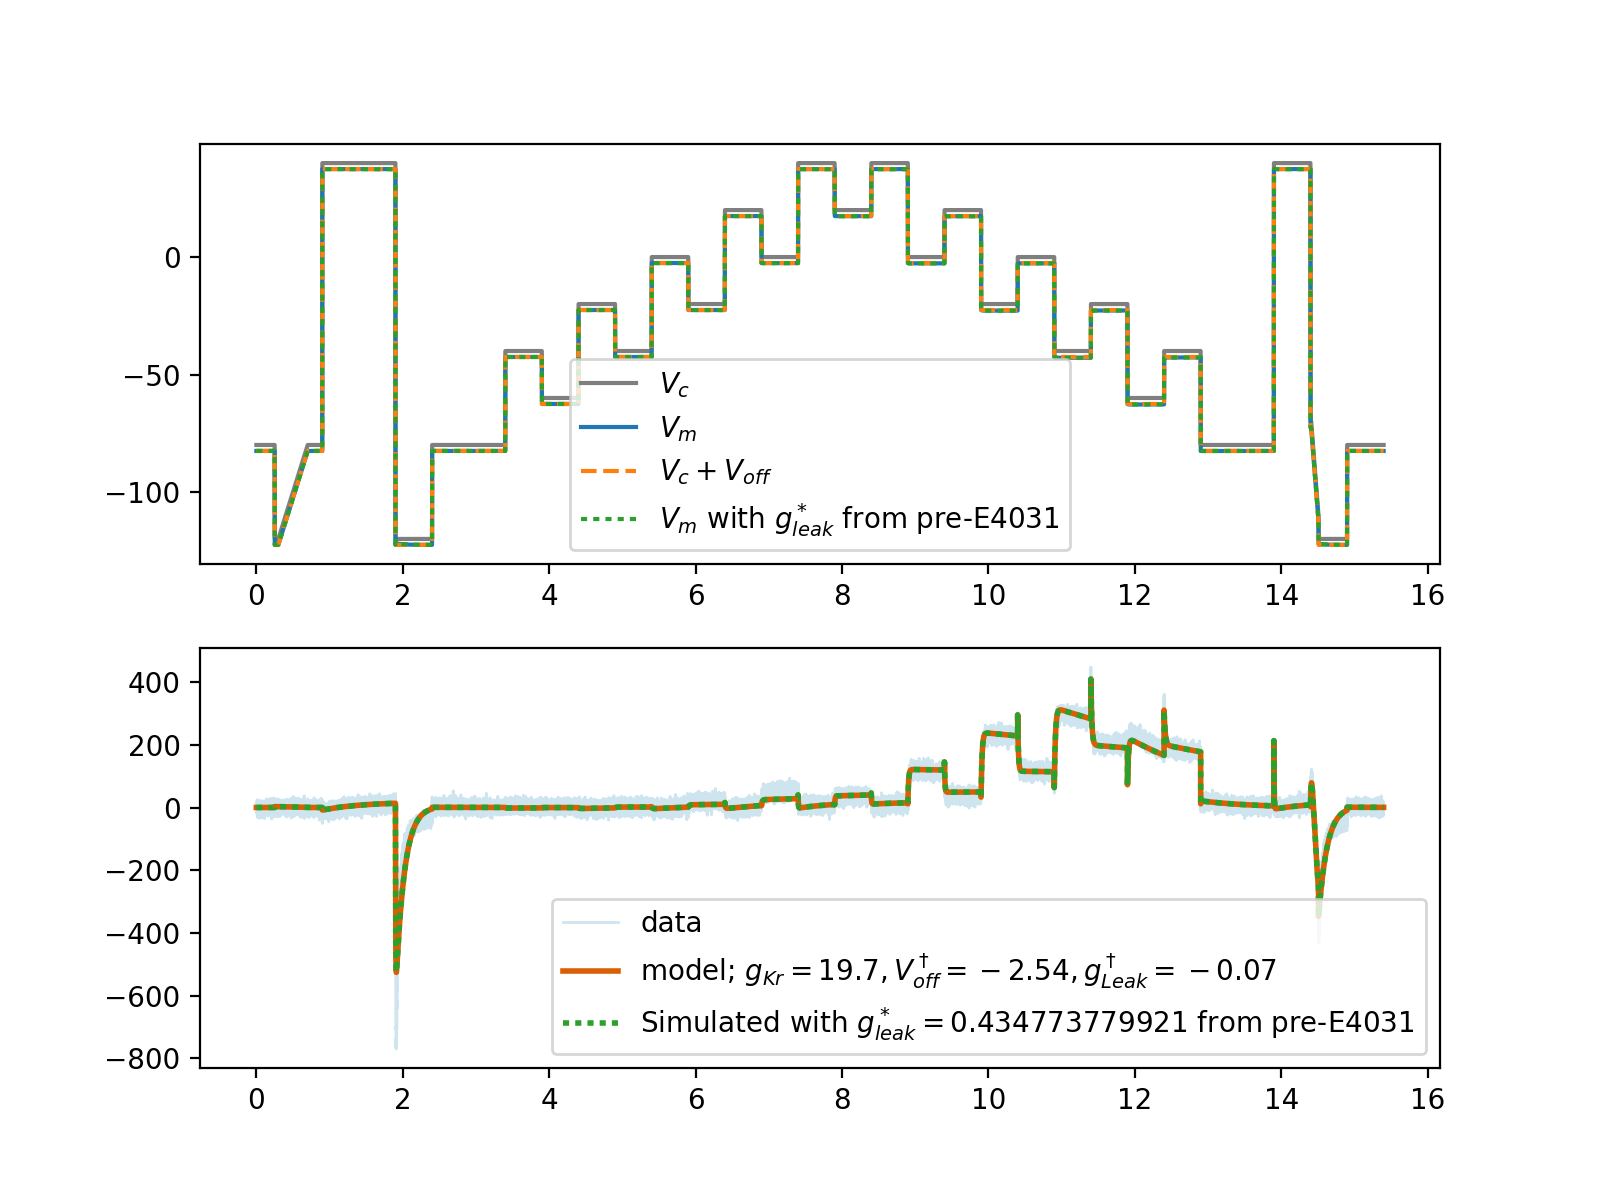 0
−50
−100
V_c
V_m
V_c + V_off
V_m with g*_leak from pre-E4031
0 2 4 6 8 10 12 14 16
400
200
0
−200
−400
−600
−800
data
model; g_Kr = 19.7, V†_off = −2.54, g†_Leak = −0.07
Simulated with g*_leak = 0.434773779921 from pre-E4031
0 2 4 6 8 10 12 14 16